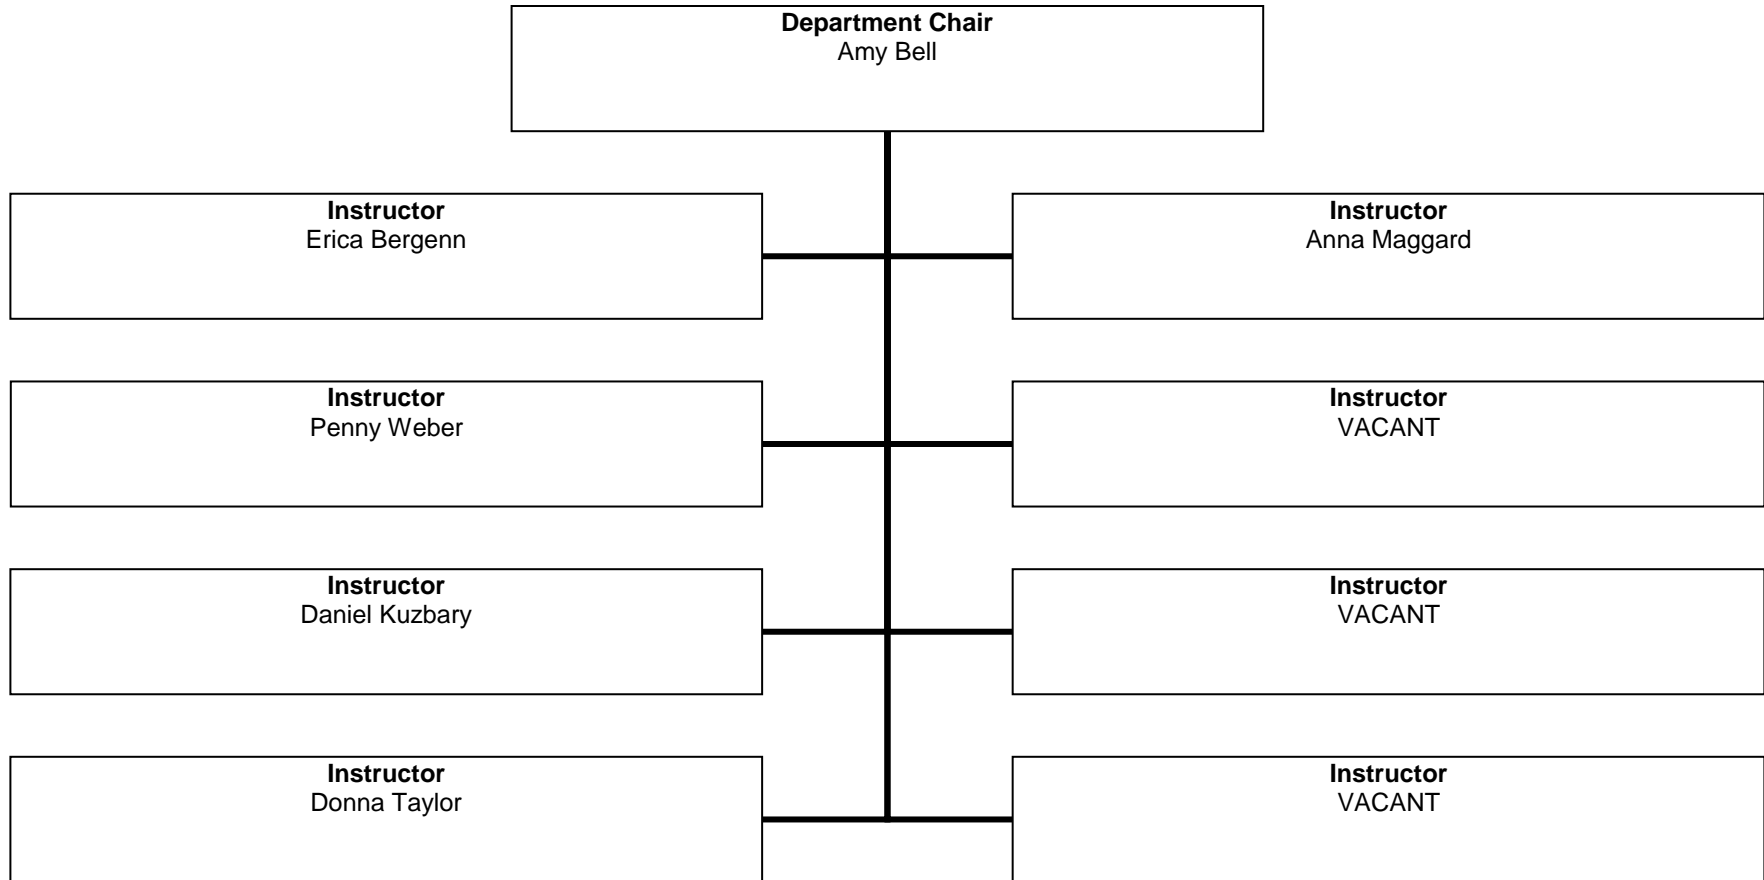 Department Chair
Amy Bell
Instructor
Erica Bergenn
Instructor
Anna Maggard
Instructor
Penny Weber
Instructor
VACANT
Instructor
Daniel Kuzbary
Instructor
VACANT
Instructor
Donna Taylor
Instructor
VACANT